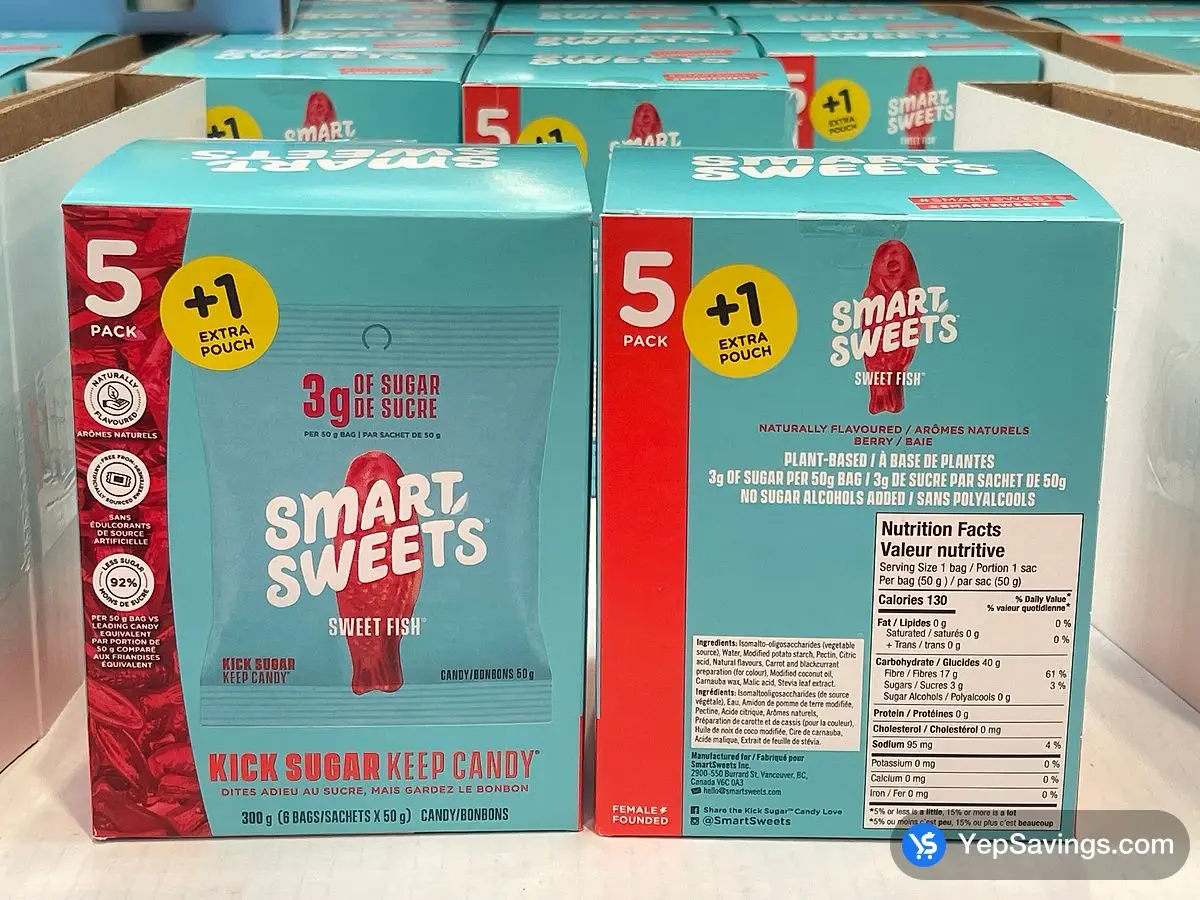 SMART
SWEETS
5
PACK
+1
EXTRA
POUCH
NATURALLY
FLAVOURED
ARÔMES NATURELS
SANS
ÉDULCORANTS
DE SOURCE
ARTIFICIELLE
LESS SUGAR
92%
MOINS DE SUCRE
PER 50 g BAG VS
LEADING CANDY
EQUIVALENT
PAR PORTION DE
50 g COMPARÉ
AUX FRIANDISES
ÉQUIVALENT
3g OF SUGAR
DE SUCRE
PER 50 g BAG | PAR SACHET DE 50 g
SMART
SWEETS
SWEET FISH™
KICK SUGAR
KEEP CANDY™
CANDY/BONBONS 50 g
KICK SUGAR KEEP CANDY®
DITES ADIEU AU SUCRE, MAIS GARDEZ LE BONBON
300 g (6 BAGS/SACHETS X 50 g) CANDY/BONBONS
SMART
SWEETS
#SMARTSWEETS
@SMARTSWEETS
5
PACK
+1
EXTRA
POUCH
SMART
SWEETS
SWEET FISH™
NATURALLY FLAVOURED / ARÔMES NATURELS
BERRY / BAIE
PLANT-BASED / À BASE DE PLANTES
3g OF SUGAR PER 50g BAG / 3g DE SUCRE PAR SACHET DE 50g
NO SUGAR ALCOHOLS ADDED / SANS POLYALCOOLS
Nutrition Facts
Valeur nutritive
Serving Size 1 bag / Portion 1 sac
Per bag (50 g) / par sac (50 g)
Calories 130
% Daily Value*
% valeur quotidienne*
Fat / Lipides 0 g 0 %
Saturated / saturés 0 g
+ Trans / trans 0 g 0 %
Carbohydrate / Glucides 40 g
Fibre / Fibres 17 g 61 %
Sugars / Sucres 3 g 3 %
Sugar Alcohols / Polyalcools 0 g
Protein / Protéines 0 g
Cholesterol / Cholestérol 0 mg
Sodium 95 mg 4 %
Potassium 0 mg 0 %
Calcium 0 mg 0 %
Iron / Fer 0 mg 0 %
*5% or less is a little, 15% or more is a lot
*5% ou moins c'est peu, 15% ou plus c'est beaucoup
Ingredients: Isomalto-oligosaccharides (vegetable
source), Water, Modified potato starch, Pectin, Citric
acid, Natural flavours, Carrot and blackcurrant
preparation (for colour), Modified coconut oil,
Carnauba wax, Malic acid, Stevia leaf extract.
Ingrédients: Isomaltooligosaccharides (de source
végétale), Eau, Amidon de pomme de terre modifiée,
Pectine, Acide citrique, Arômes naturels,
Préparation de carotte et de cassis (pour la couleur),
Huile de noix de coco modifiée, Cire de carnauba,
Acide malique, Extrait de feuille de stévia.
Manufactured for / Fabriqué pour
SmartSweets Inc.
2900-550 Burrard St, Vancouver, BC,
Canada V6C 0A3
hello@smartsweets.com
Share the Kick Sugar™ Candy Love
@SmartSweets
FEMALE
FOUNDED
YepSavings.com